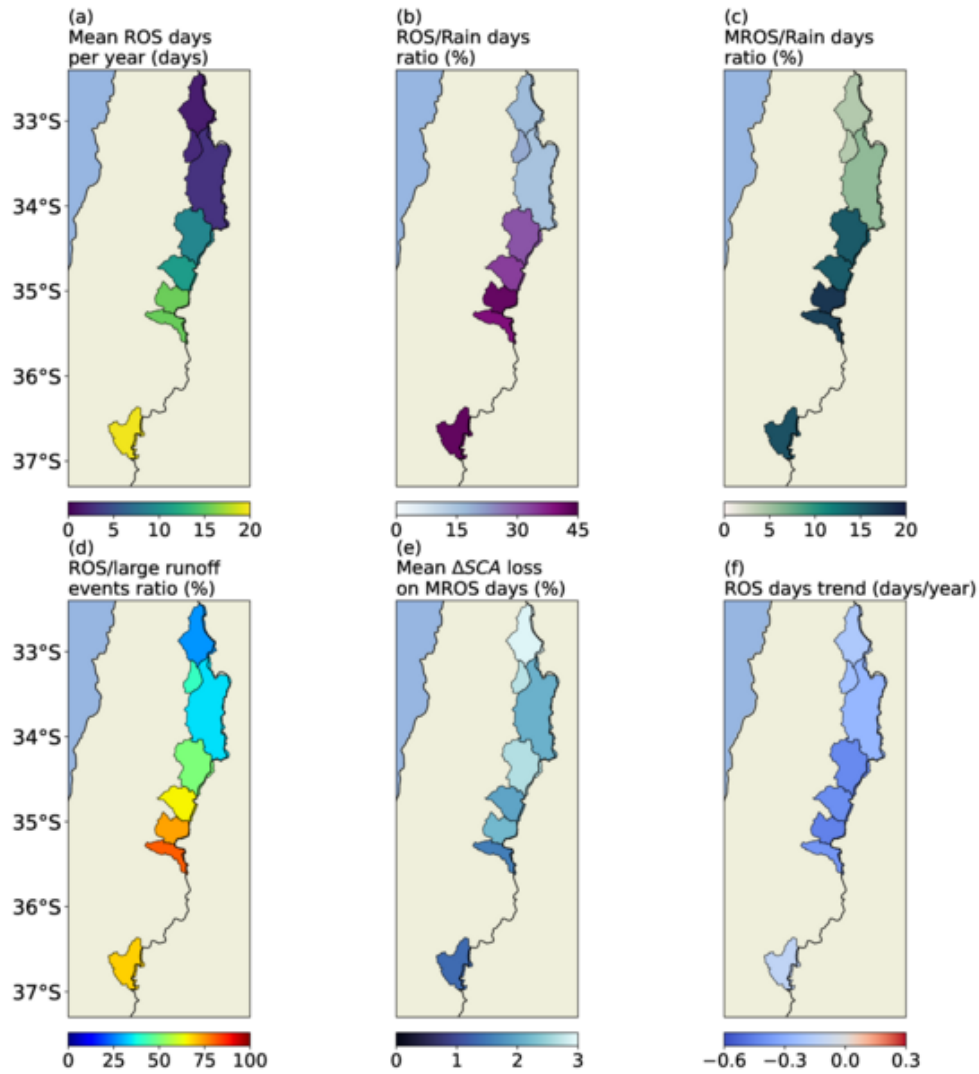 (a)
Mean ROS days
per year (days)
(b)
ROS/Rain days
ratio (%)
(c)
MROS/Rain days
ratio (%)
33°S
34°S
35°S
36°S
37°S
0 5 10 15 20
0 15 30 45
0 5 10 15 20
(d)
ROS/large runoff
events ratio (%)
(e)
Mean ΔSCA loss
on MROS days (%)
(f)
ROS days trend (days/year)
33°S
34°S
35°S
36°S
37°S
0 25 50 75 100
0 1 2 3
−0.6 −0.3 0.0 0.3